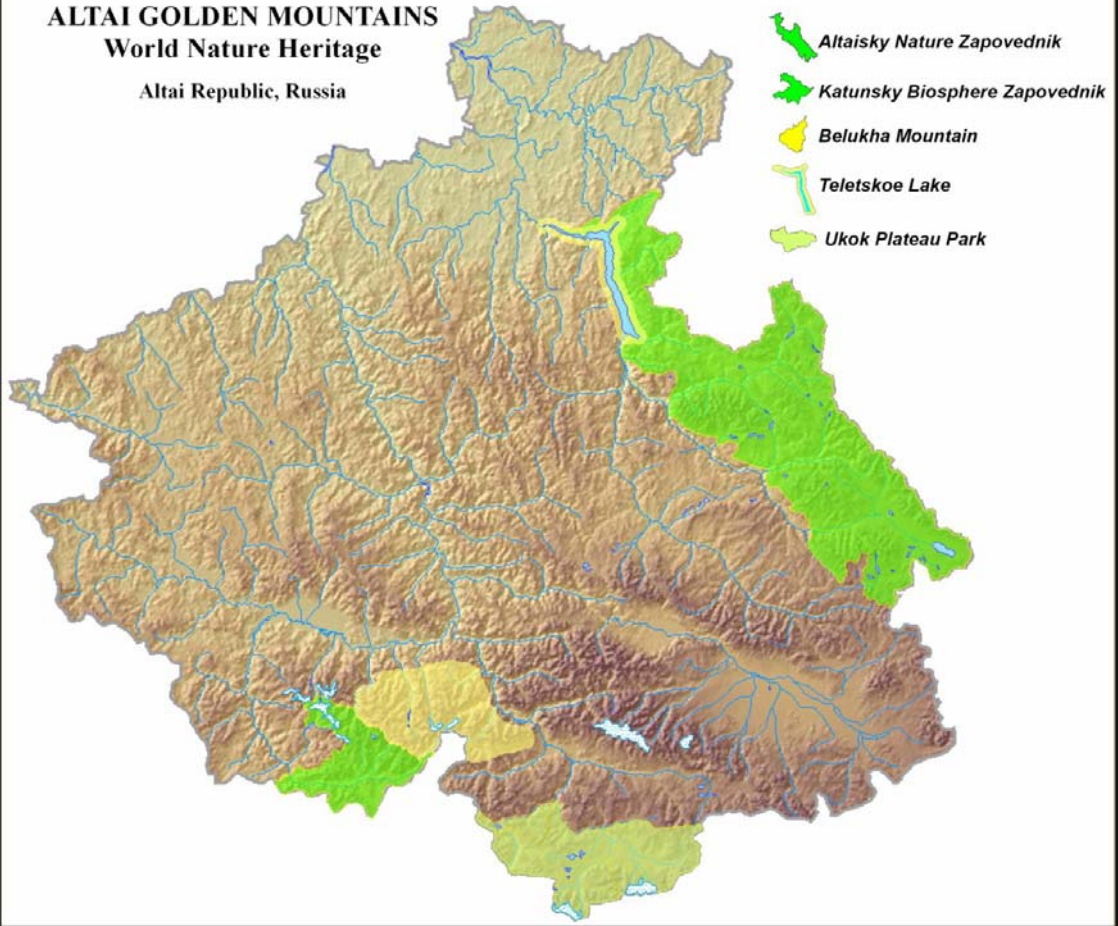 ALTAI GOLDEN MOUNTAINS
World Nature Heritage
Altai Republic, Russia
Altaisky Nature Zapovednik
Katunsky Biosphere Zapovednik
Belukha Mountain
Teletskoe Lake
Ukok Plateau Park